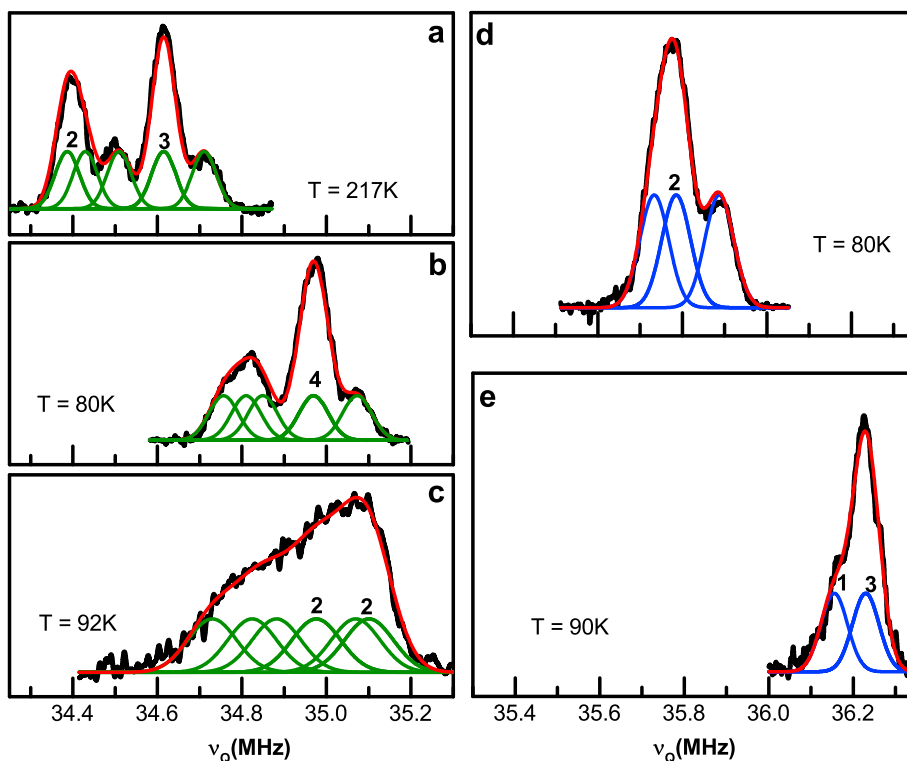 a
2
3
T = 217K
b
4
T = 80K
c
2
2
T = 92K
34.4 34.6 34.8 35.0 35.2
νQ(MHz)
d
2
T = 80K
e
1
3
T = 90K
35.4 35.6 35.8 36.0 36.2
νQ(MHz)